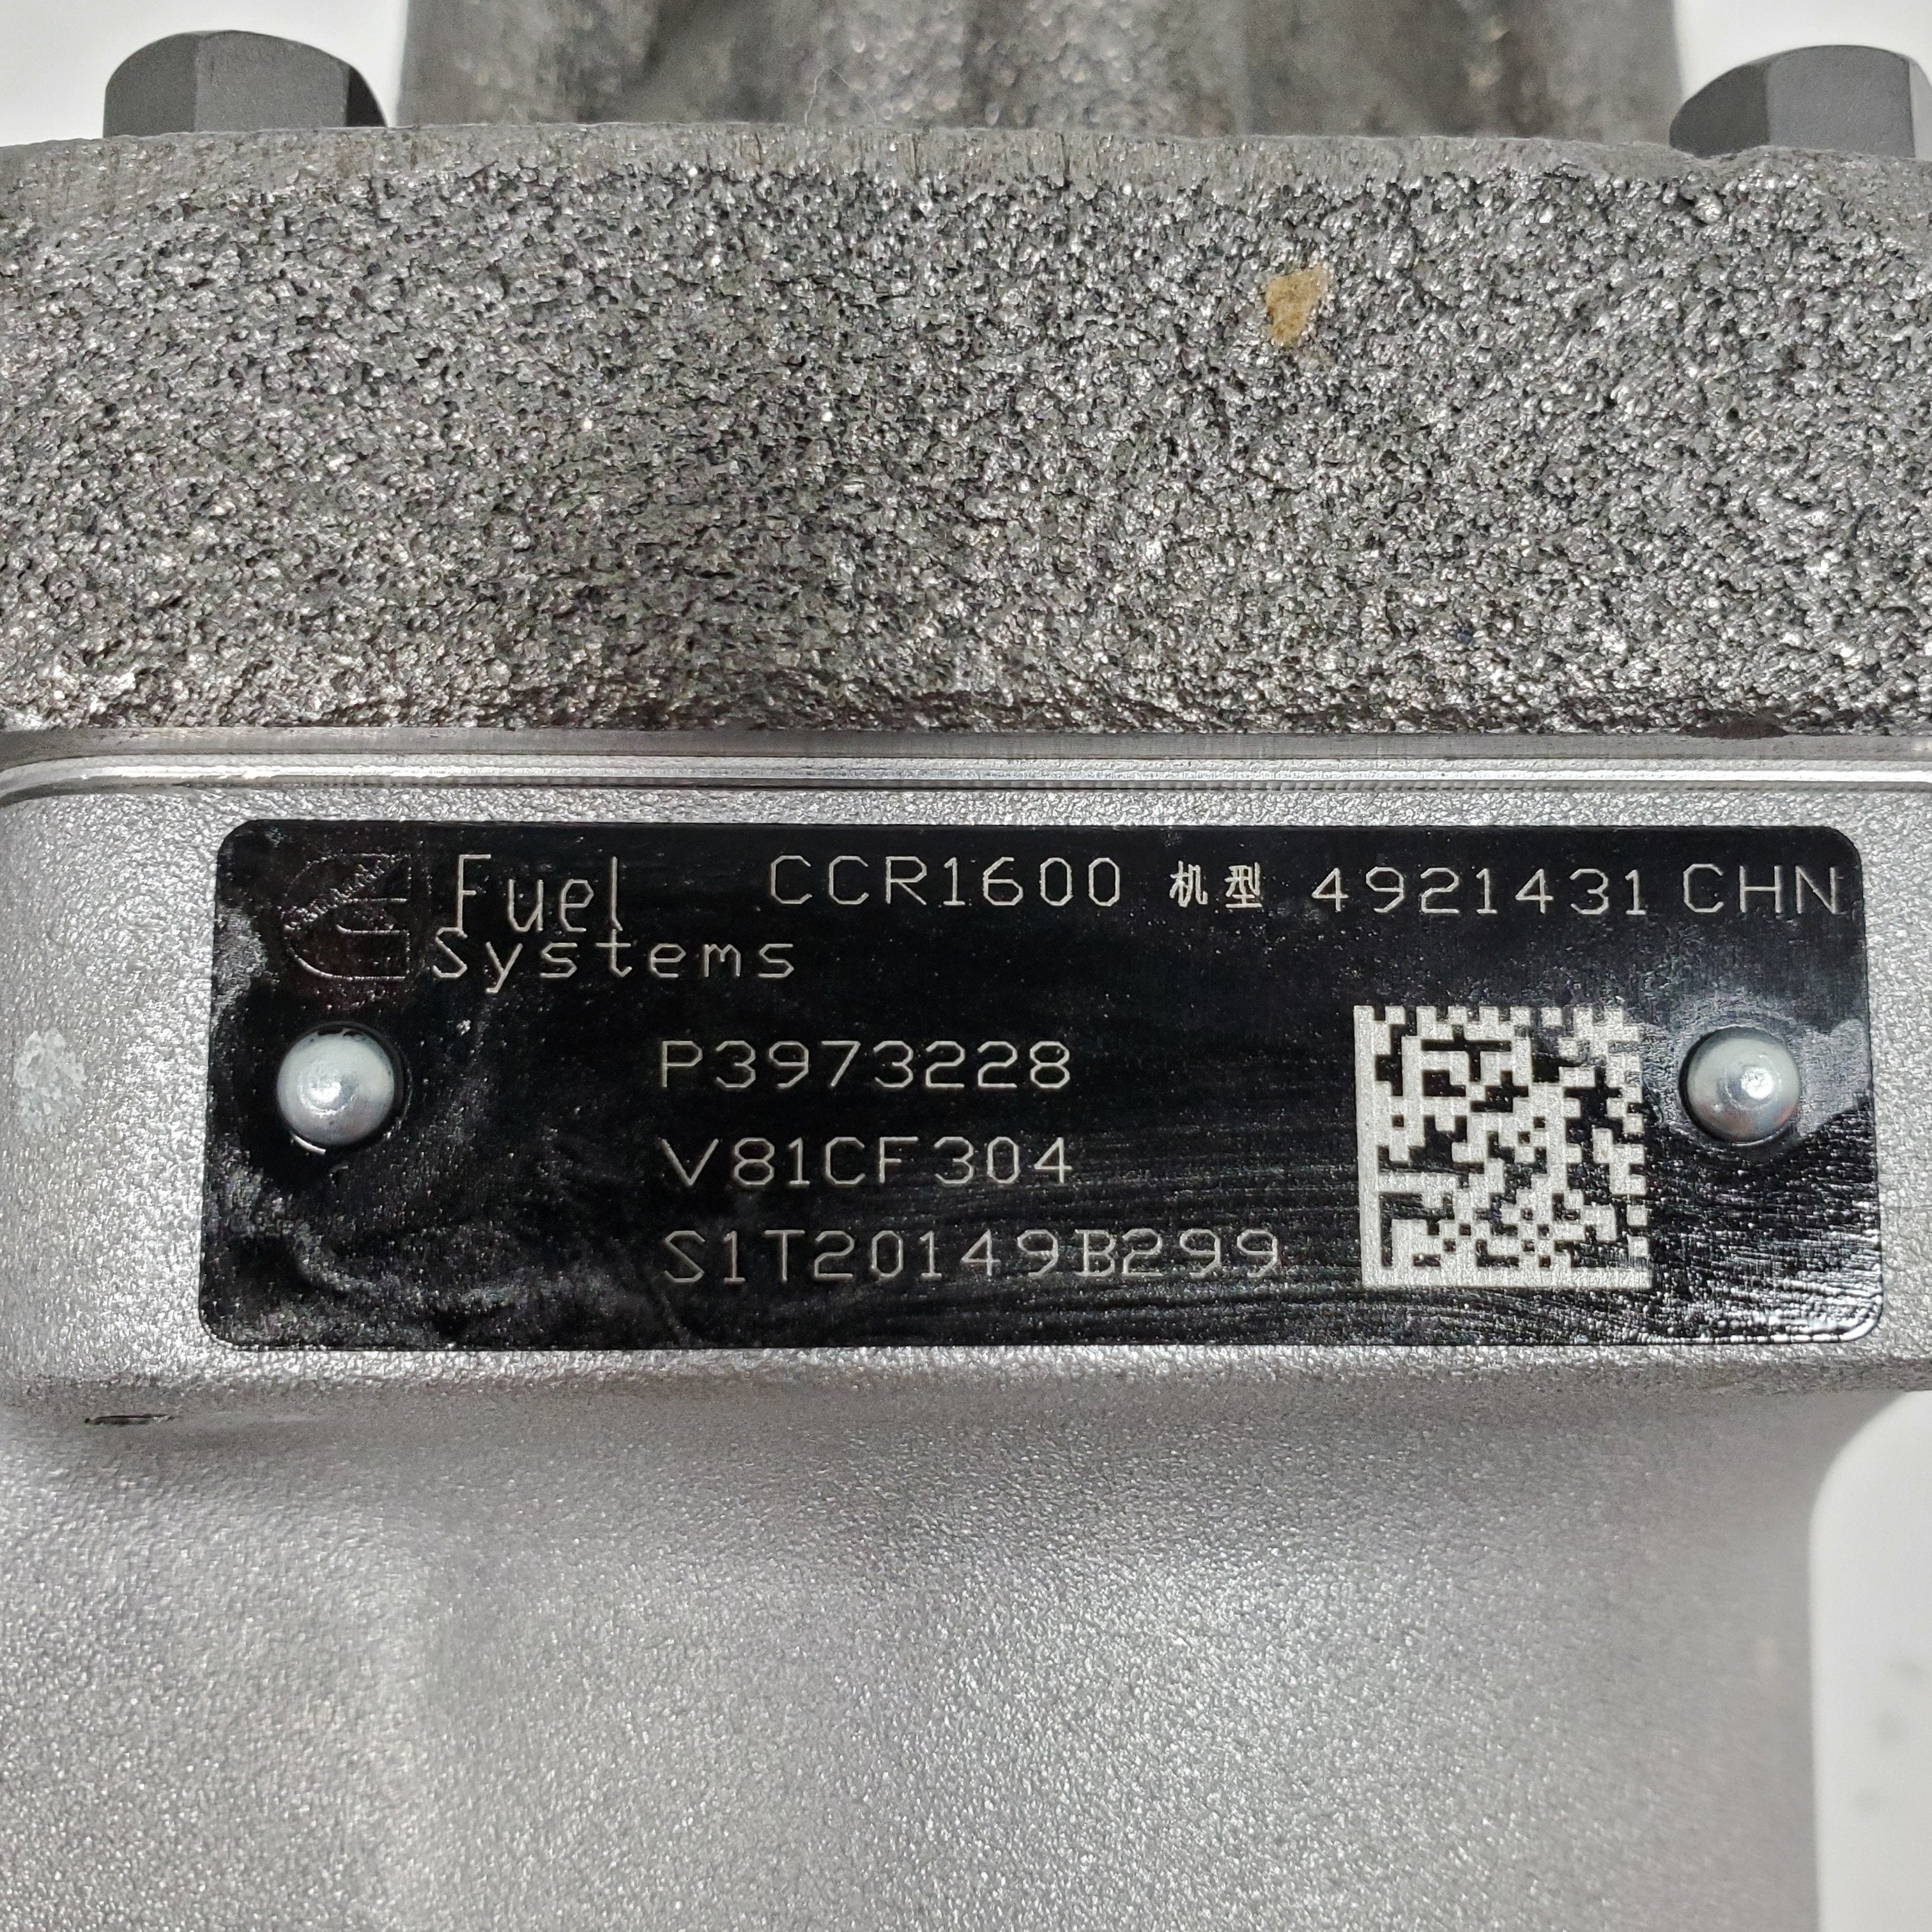 Fuel Systems
CCR1600 机型 4921431 CHN
P3973228
V81CF304
S1T20149B299